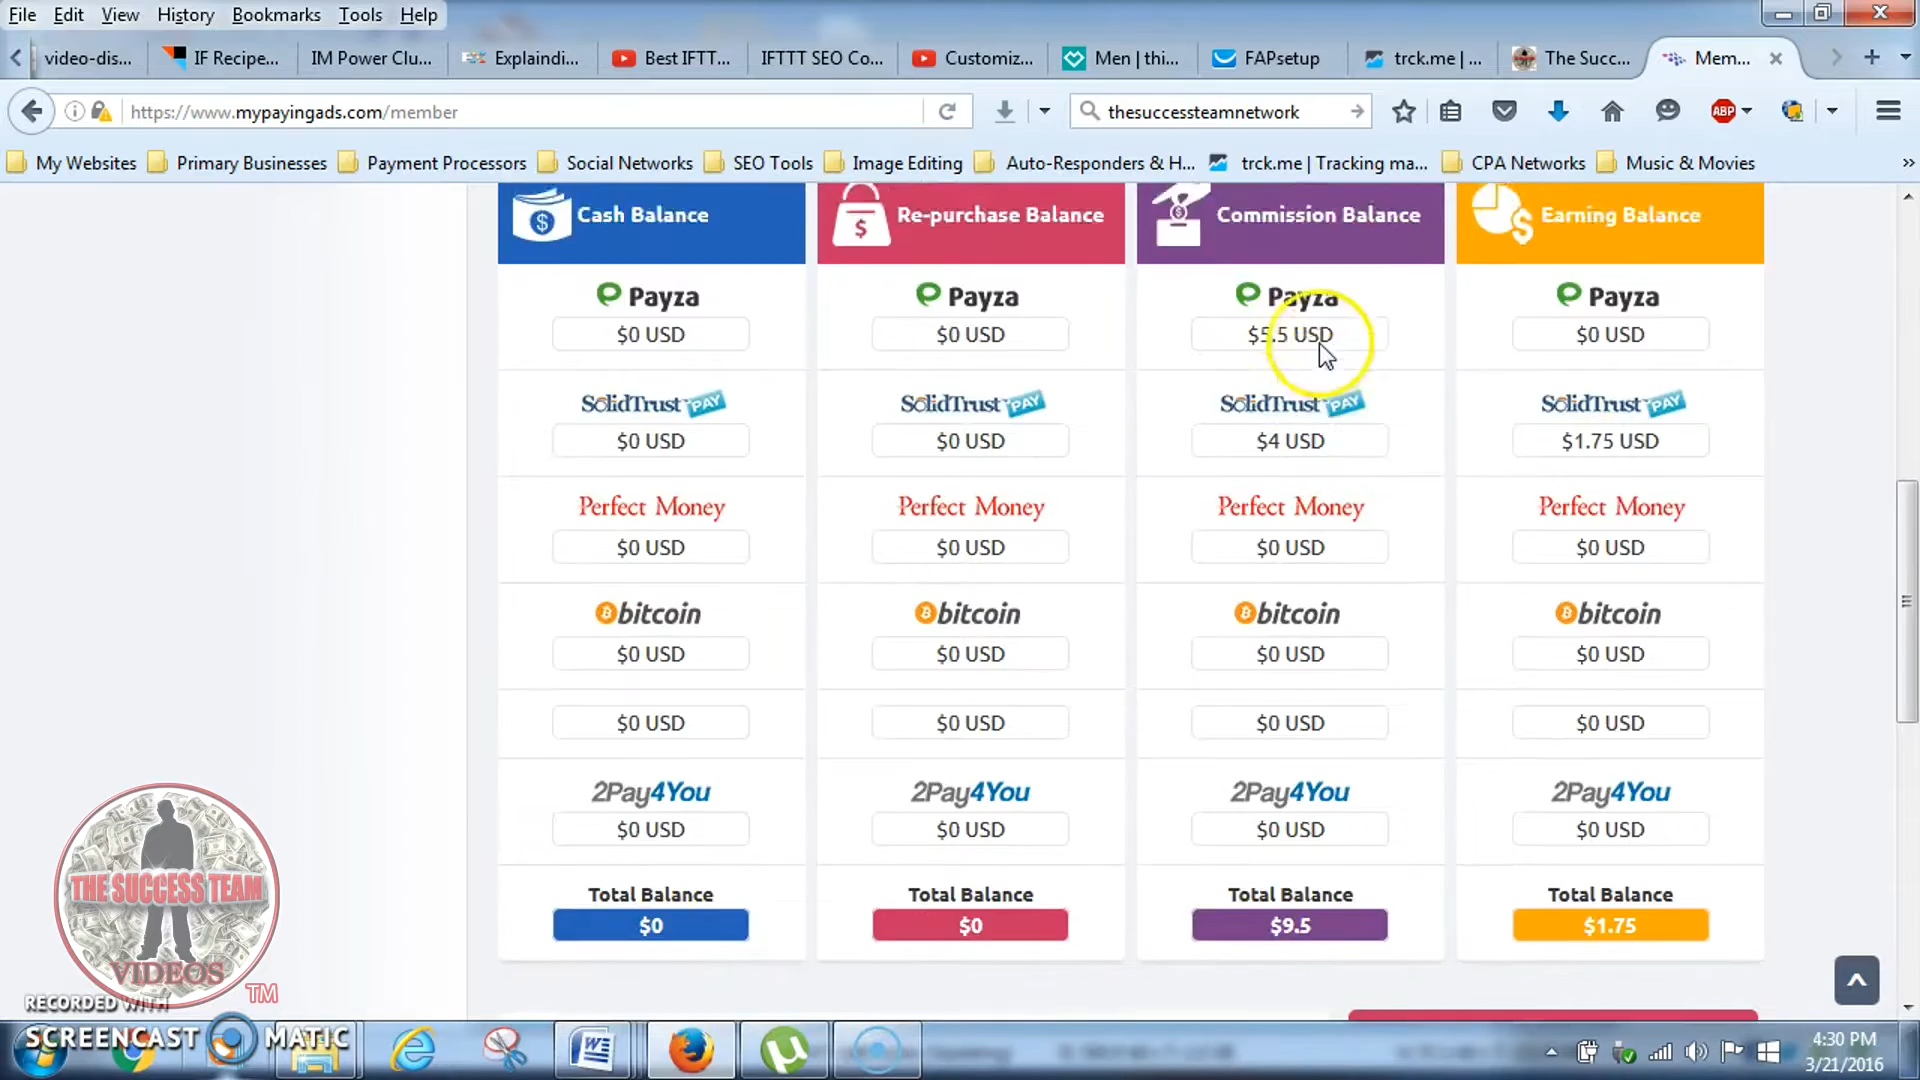 File Edit View History Bookmarks Tools Help
video-dis... IF Recipe... IM Power Clu... Explaindi... Best IFTT... IFTTT SEO Co... Customiz... Men | thi... FAPsetup trck.me | ... The Succ... Mem...
https://www.mypayingads.com/member thesuccessteamnetwork ABP
My Websites Primary Businesses Payment Processors Social Networks SEO Tools Image Editing Auto-Responders & H... trck.me | Tracking ma... CPA Networks Music & Movies
Cash Balance Re-purchase Balance Commission Balance Earning Balance
Payza Payza Payza Payza
$0 USD $0 USD $5.5 USD $0 USD
SolidTrust PAY SolidTrust PAY SolidTrust PAY SolidTrust PAY
$0 USD $0 USD $4 USD $1.75 USD
Perfect Money Perfect Money Perfect Money Perfect Money
$0 USD $0 USD $0 USD $0 USD
bitcoin bitcoin bitcoin bitcoin
$0 USD $0 USD $0 USD $0 USD
$0 USD $0 USD $0 USD $0 USD
2Pay4You 2Pay4You 2Pay4You 2Pay4You
$0 USD $0 USD $0 USD $0 USD
Total Balance Total Balance Total Balance Total Balance
$0 $0 $9.5 $1.75
THE SUCCESS TEAM
VIDEOS
TM
RECORDED WITH
SCREENCAST MATIC
4:30 PM
3/21/2016